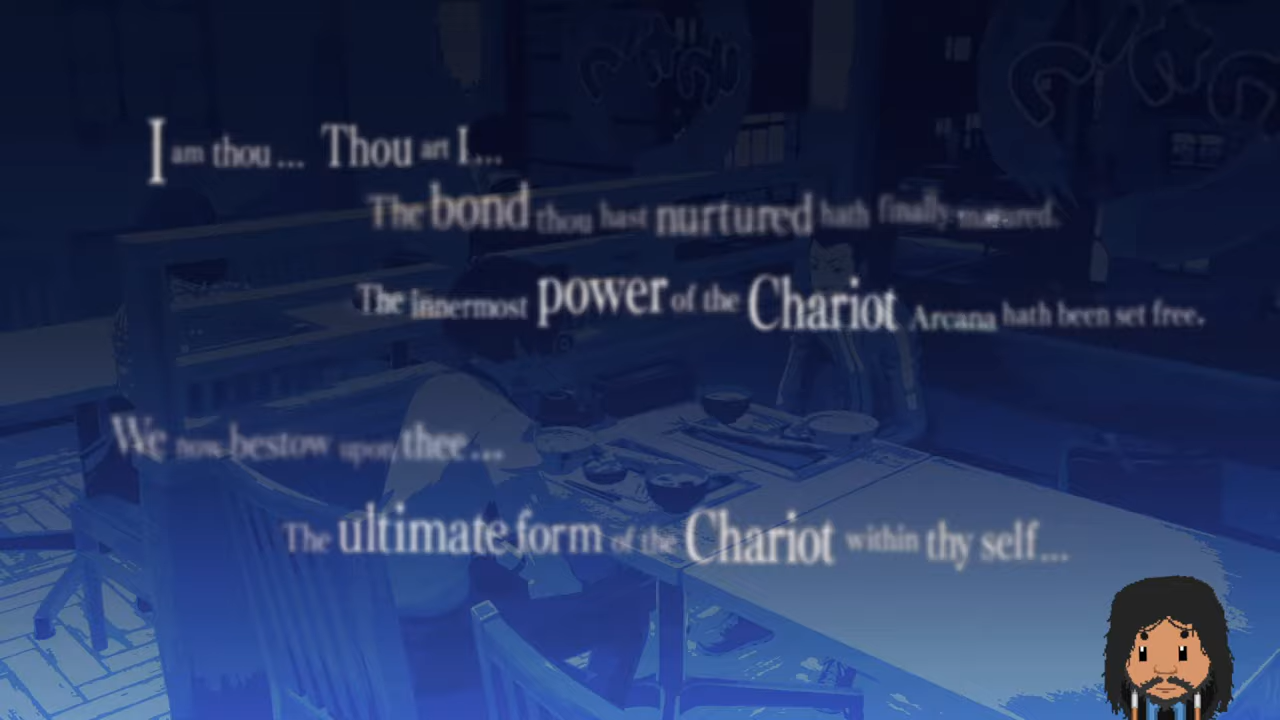 I am thou... Thou art I...
The bond thou hast nurtured hath finally matured.
The innermost power of the Chariot Arcana hath been set free.
We now bestow upon thee...
The ultimate form of the Chariot within thy self...